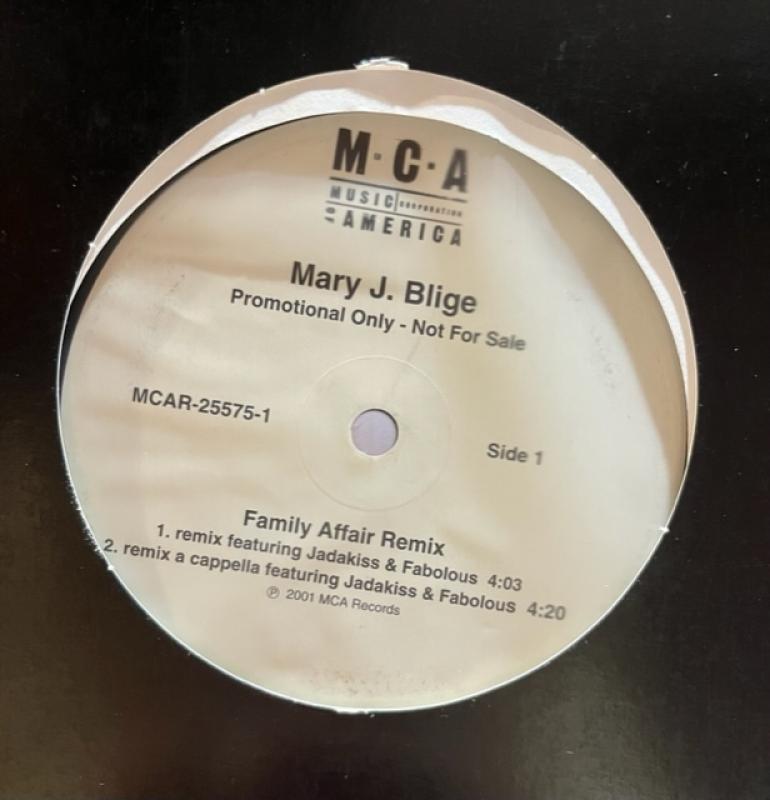 M·C·A
MUSIC CORPORATION
OF AMERICA
Mary J. Blige
Promotional Only - Not For Sale
MCAR-25575-1
Side 1
Family Affair Remix
1. remix featuring Jadakiss & Fabolous 4:03
2. remix a cappella featuring Jadakiss & Fabolous 4:20
℗ 2001 MCA Records